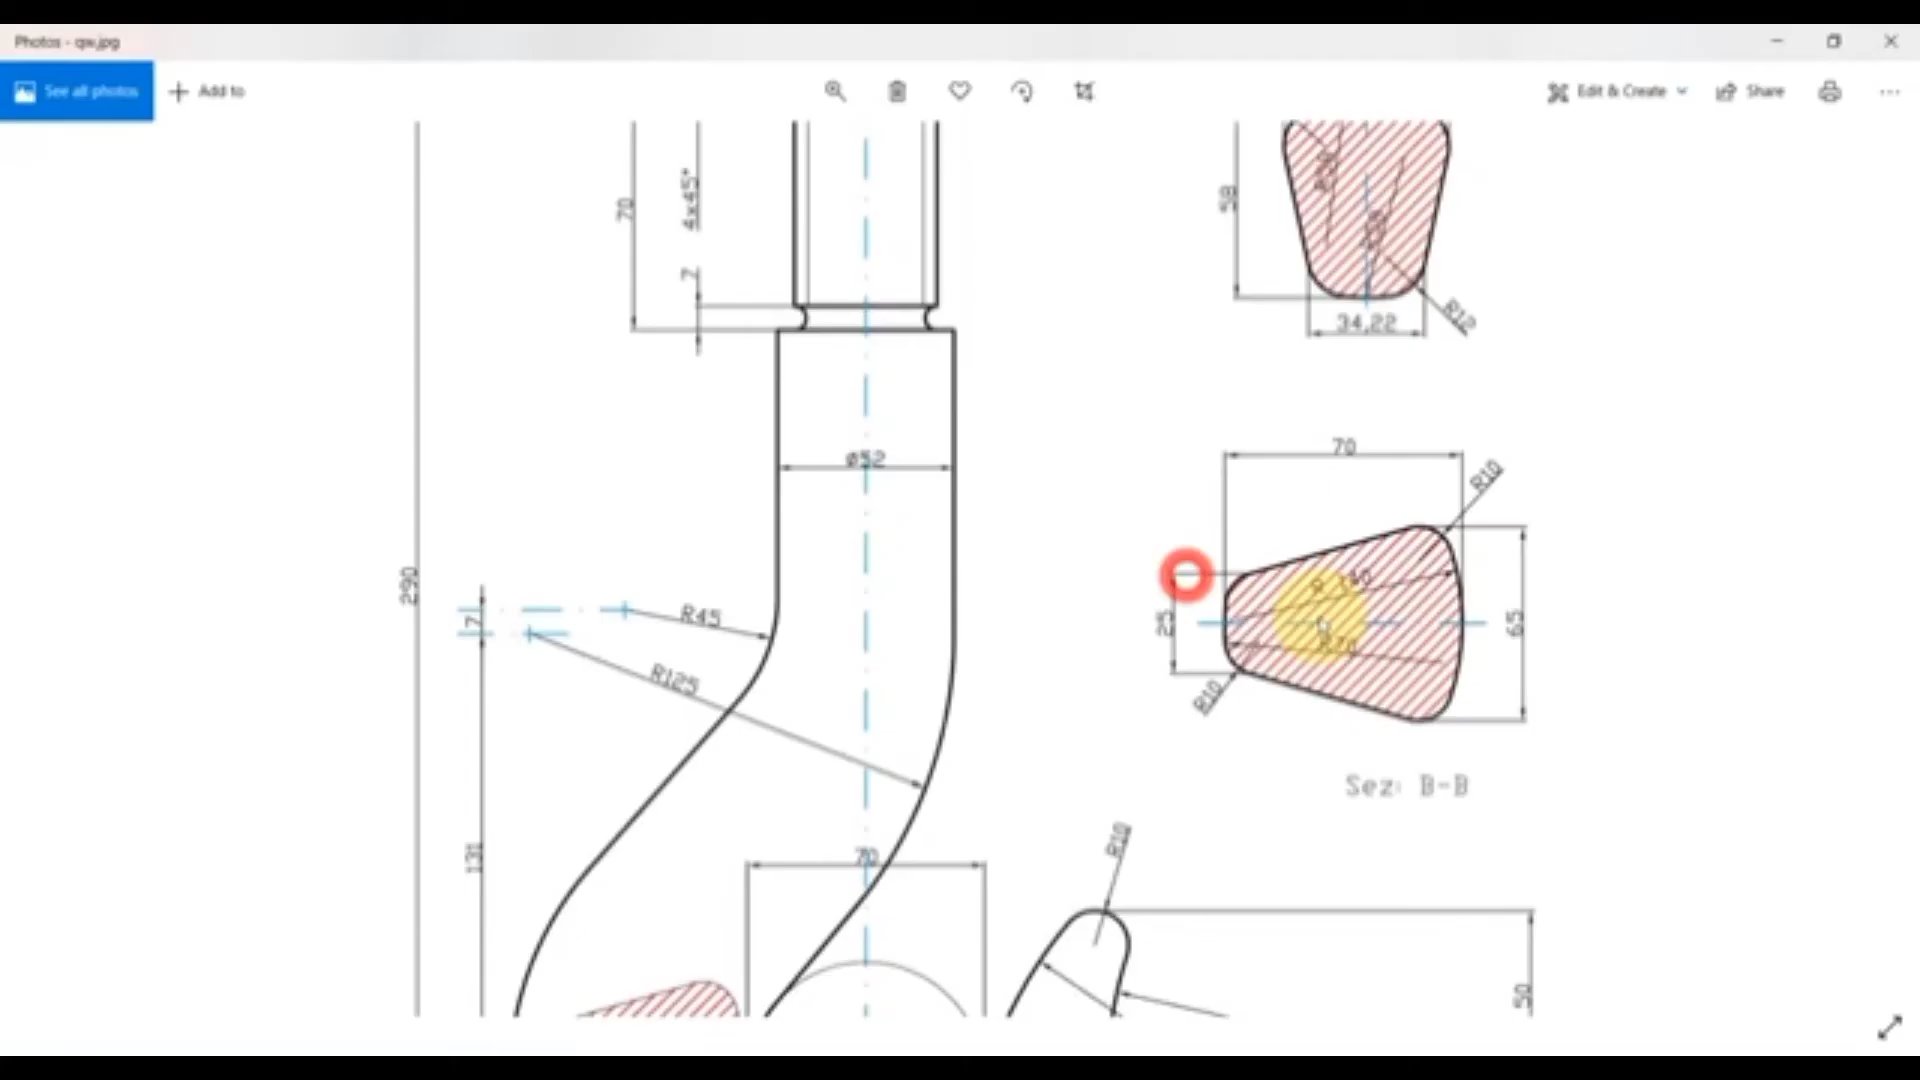 Photos - qw.jpg
See all photos
Add to
Edit & Create
Share
70
4x45°
7
58
34,22
R12
ø52
70
R10
290
7
R45
R125
25
65
R70
R10
Sez: B-B
131
70
R10
50